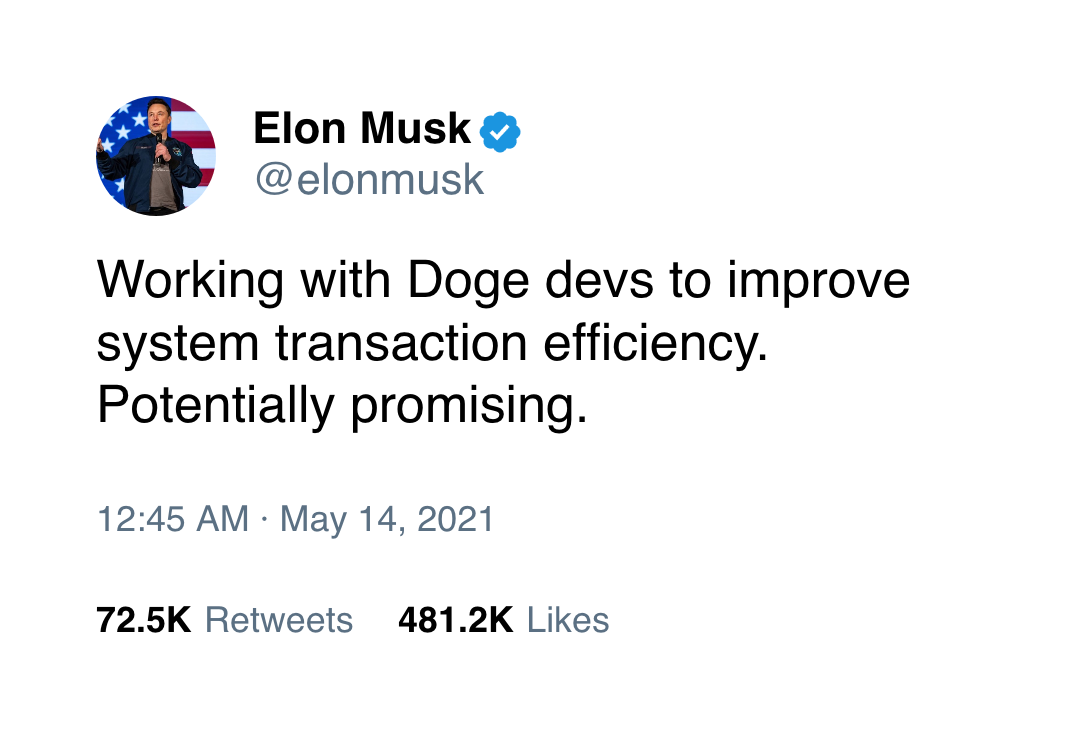 Elon Musk
@elonmusk
Working with Doge devs to improve
system transaction efficiency.
Potentially promising.
12:45 AM · May 14, 2021
72.5K Retweets 481.2K Likes